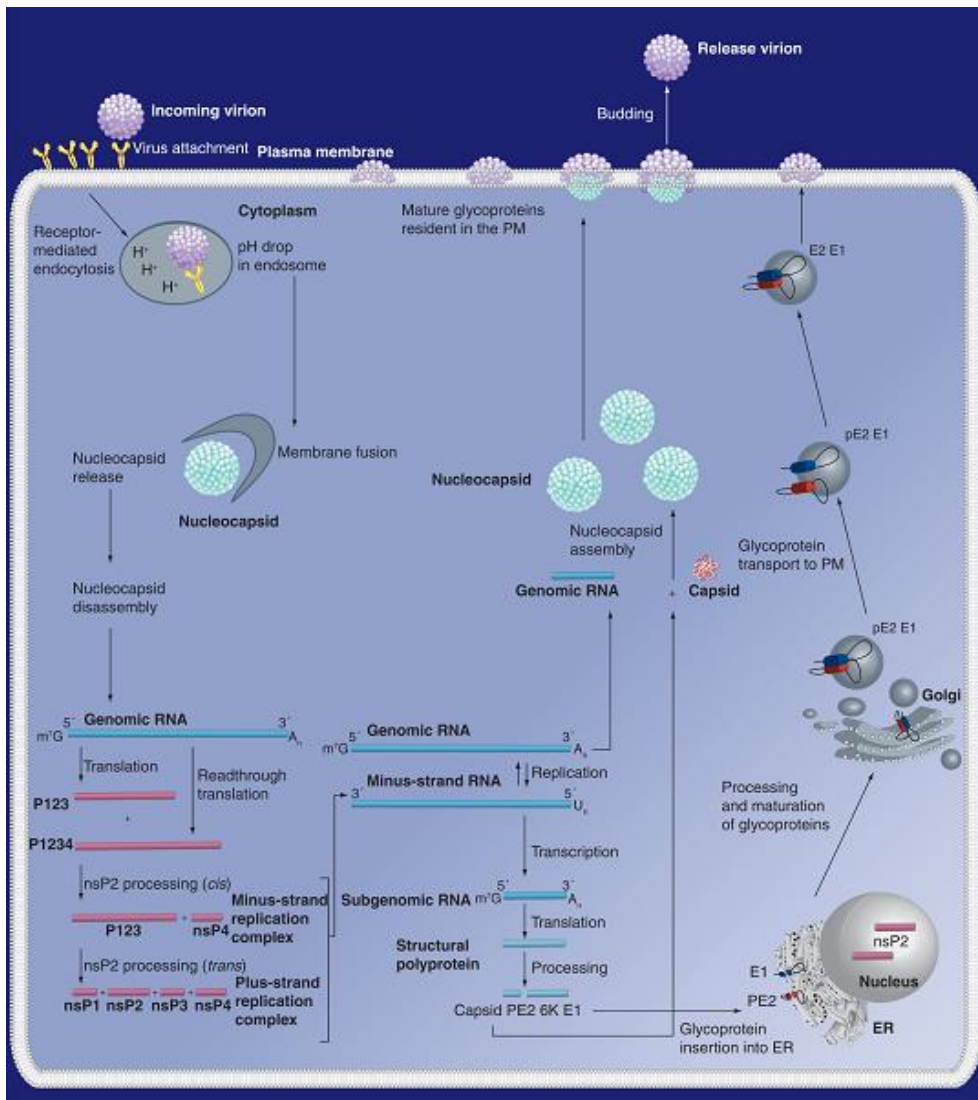 Release virion
Budding
Incoming virion
Virus attachment
Plasma membrane
Receptor-
mediated
endocytosis
H⁺
H⁺
H⁺
Cytoplasm
pH drop
in endosome
Mature glycoproteins
resident in the PM
E2 E1
Nucleocapsid
release
Membrane fusion
Nucleocapsid
Nucleocapsid
disassembly
Nucleocapsid
Nucleocapsid
assembly
Genomic RNA
+ Capsid
pE2 E1
Glycoprotein
transport to PM
pE2 E1
Golgi
5´ Genomic RNA 3´
m⁷G Aₙ
Translation
Readthrough
translation
P123
+
P1234
nsP2 processing (cis)
P123 + nsP4
Minus-strand
replication
complex
nsP2 processing (trans)
nsP1 + nsP2 + nsP3 + nsP4
Plus-strand
replication
complex
5´ Genomic RNA 3´
m⁷G Aₙ
Replication
3´ Minus-strand RNA 5´
Uₙ
Transcription
Subgenomic RNA
5´ 3´
m⁷G Aₙ
Translation
Structural
polyprotein
Processing
Capsid PE2 6K E1
Glycoprotein
insertion into ER
Processing
and maturation
of glycoproteins
nsP2
Nucleus
E1
PE2
ER